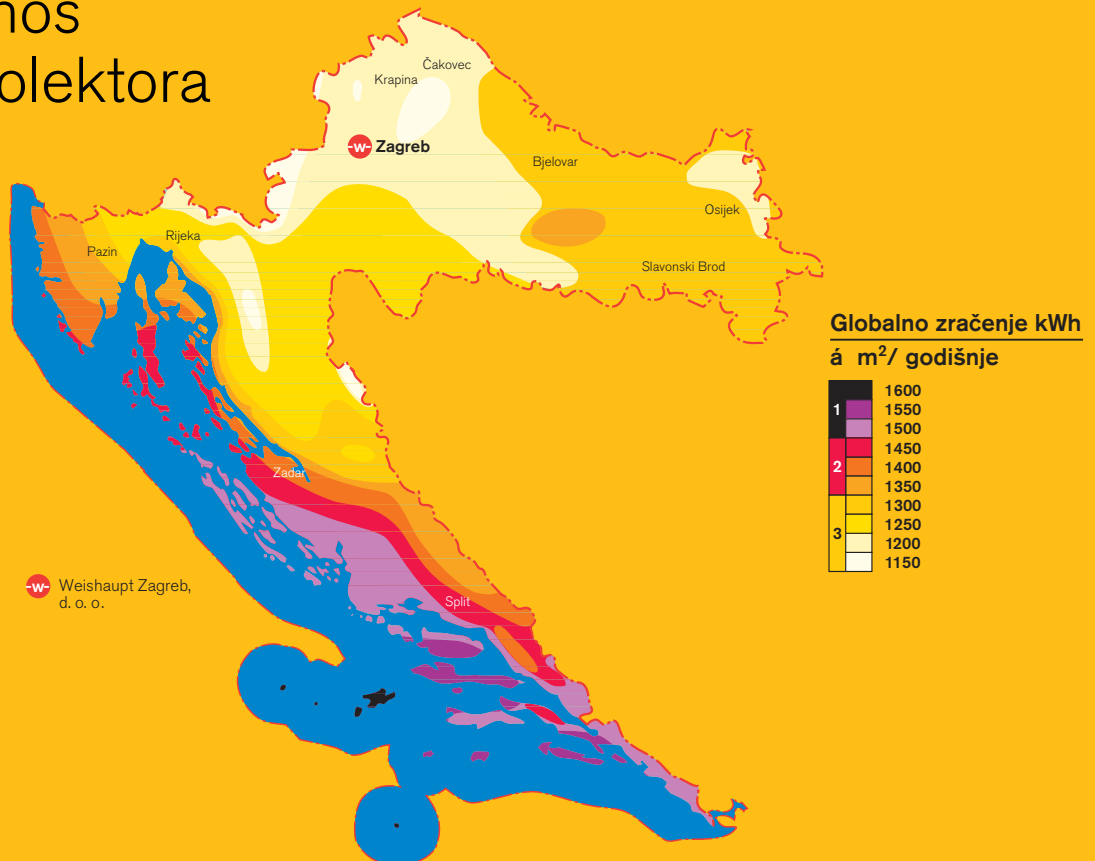 nos
olektora
Čakovec
Krapina
-w- Zagreb
Bjelovar
Osijek
Rijeka
Pazin
Slavonski Brod
Zadar
Split
-w- Weishaupt Zagreb,
d. o. o.
Globalno zračenje kWh
á m²/ godišnje
1
2
3
1600
1550
1500
1450
1400
1350
1300
1250
1200
1150